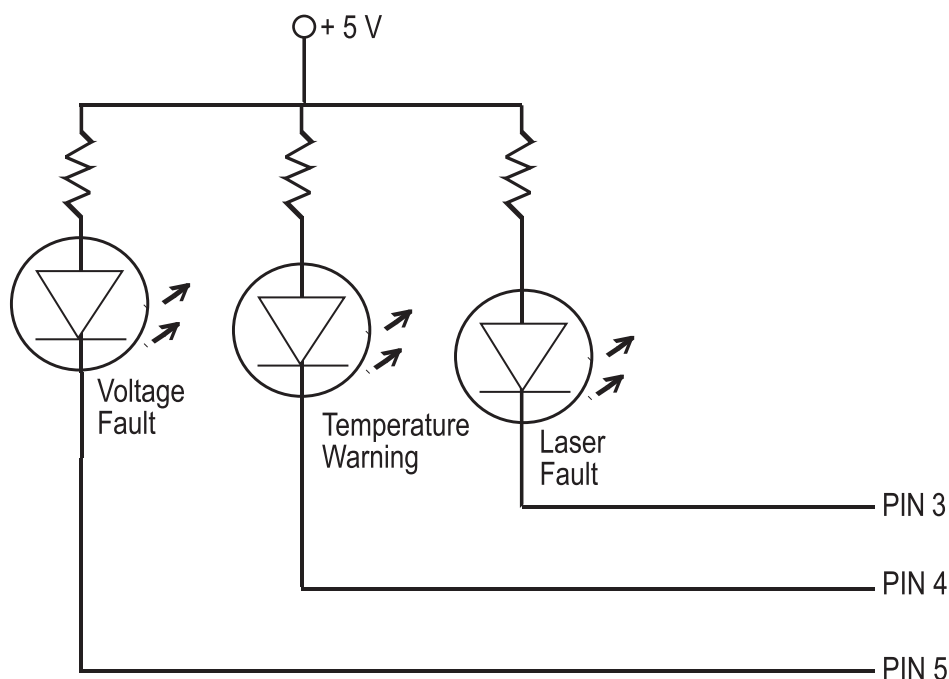 + 5 V
Voltage
Fault
Temperature
Warning
Laser
Fault
PIN 3
PIN 4
PIN 5